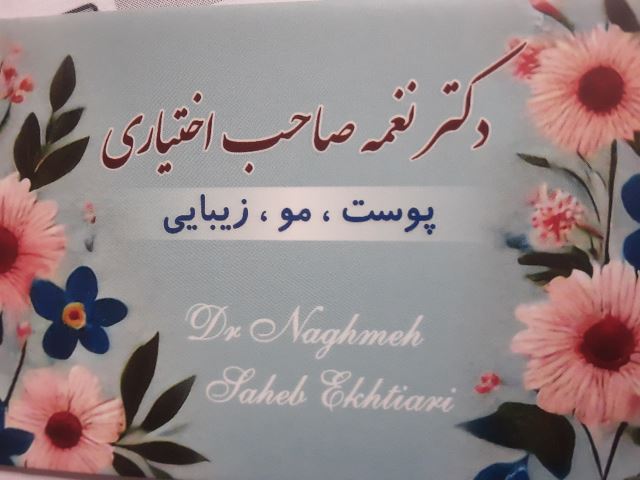 دکتر نغمه صاحب اختیاری
پوست ، مو ، زیبایی
Dr Naghmeh
Saheb Ekhtiari